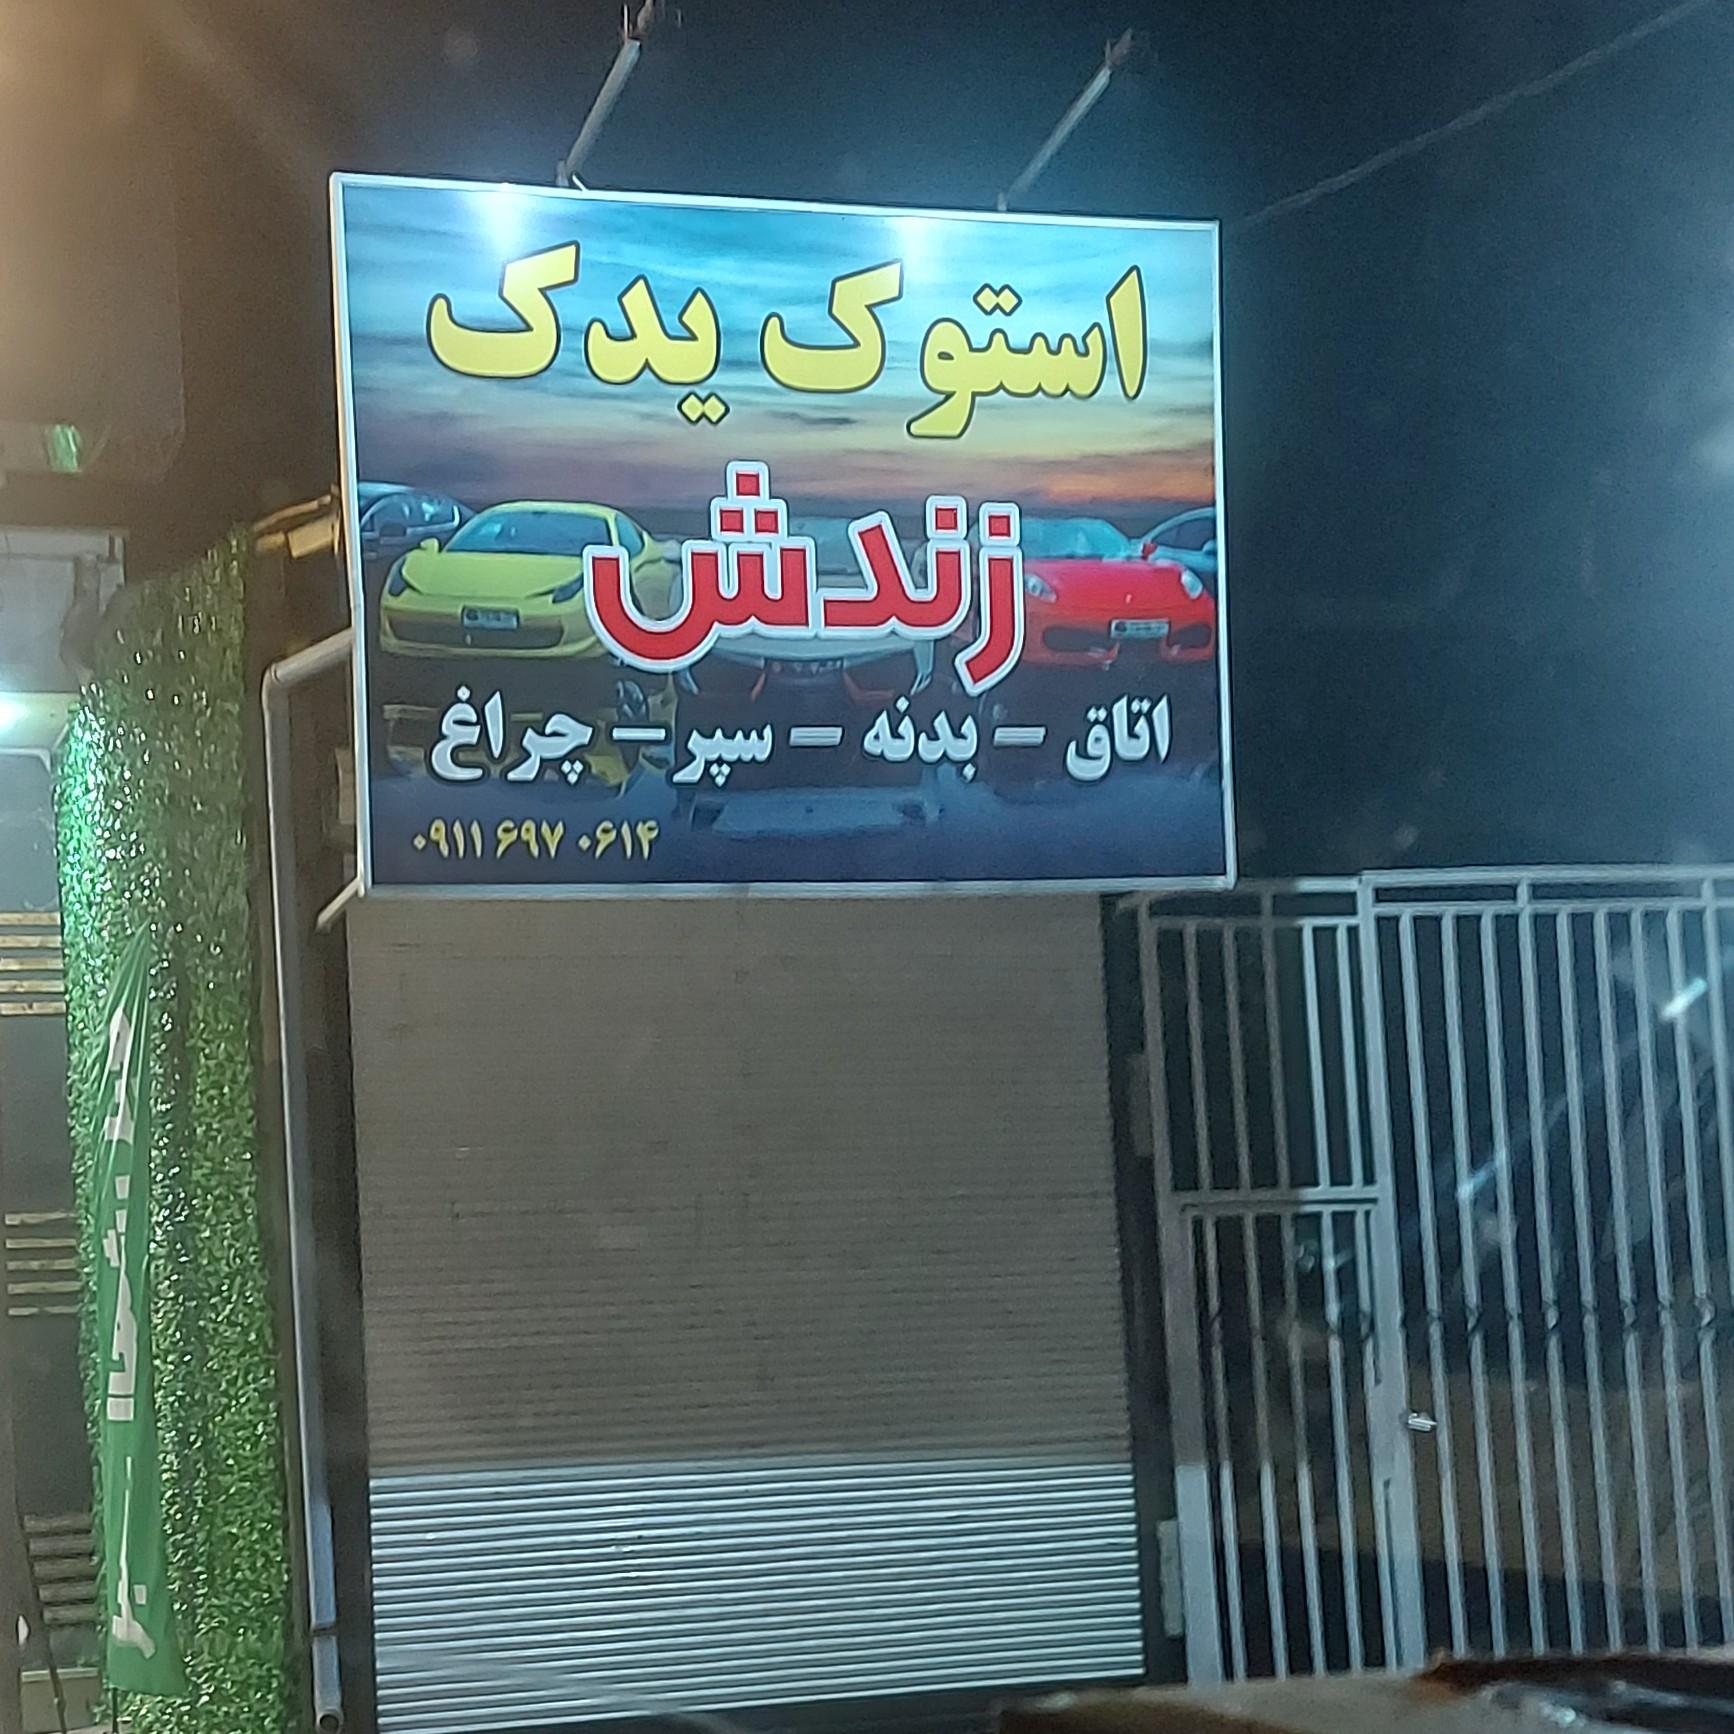 استوک یدک
زندش
اتاق – بدنه – سپر – چراغ
۰۹۱۱ ۶۹۷ ۰۶۱۴